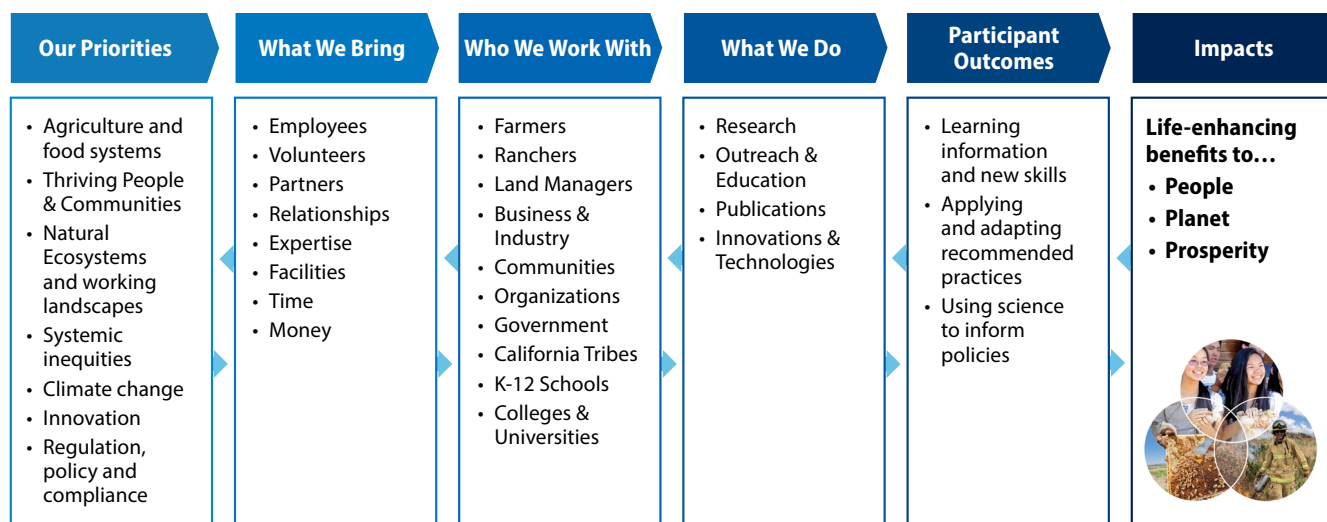 Our Priorities
Agriculture and
food systems
Thriving People
& Communities
Natural
Ecosystems
and working
landscapes
Systemic
inequities
Climate change
Innovation
Regulation,
policy and
compliance
What We Bring
Employees
Volunteers
Partners
Relationships
Expertise
Facilities
Time
Money
Who We Work With
Farmers
Ranchers
Land Managers
Business &
Industry
Communities
Organizations
Government
California Tribes
K-12 Schools
Colleges &
Universities
What We Do
Research
Outreach &
Education
Publications
Innovations &
Technologies
Participant
Outcomes
Learning
information
and new skills
Applying
and adapting
recommended
practices
Using science
to inform
policies
Impacts
Life-enhancing
benefits to…
People
Planet
Prosperity